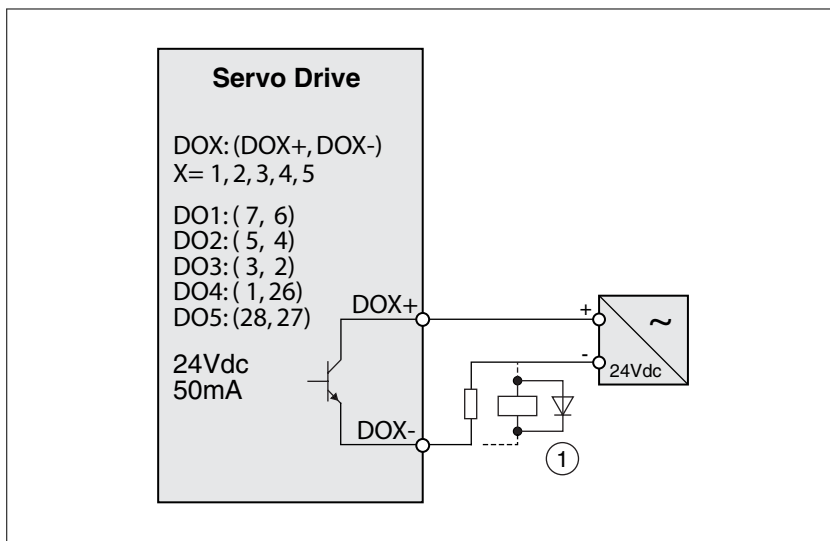 Servo Drive
DOX: (DOX+, DOX-)
X= 1, 2, 3, 4, 5
DO1: ( 7, 6)
DO2: ( 5, 4)
DO3: ( 3, 2)
DO4: ( 1, 26)
DO5: (28, 27)
24Vdc
50mA
DOX+
DOX-
+
-
~
24Vdc
1